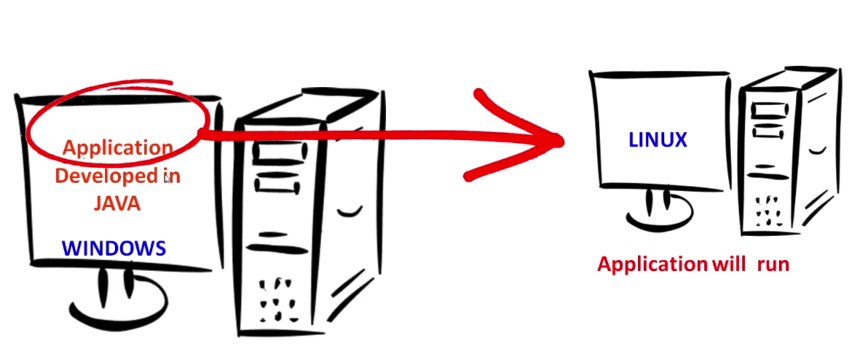 Application
Developed in
JAVA
WINDOWS
LINUX
Application will run